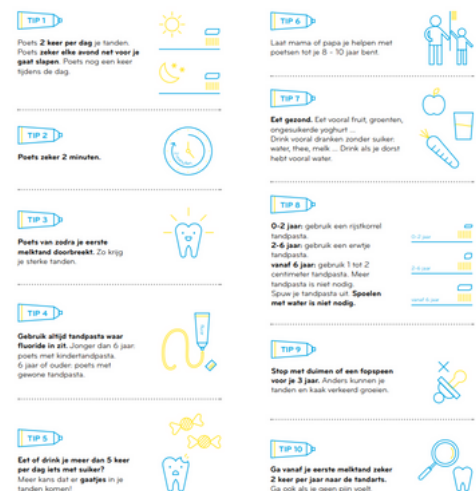 TIP 1
Poets 2 keer per dag je tanden.
Poets zeker elke avond net voor je
gaat slapen. Poets nog een keer
tijdens de dag.
TIP 2
2 minuten
Poets zeker 2 minuten.
TIP 3
Poets van zodra je eerste
melktand doorbreekt. Zo krijg
je sterke tanden.
TIP 4
Gebruik altijd tandpasta waar
fluoride in zit. Jonger dan 6 jaar:
poets met kindertandpasta.
6 jaar of ouder: poets met
gewone tandpasta.
TIP 5
Eet of drink je meer dan 5 keer
per dag iets met suiker?
Meer kans dat er gaatjes in je
tanden komen!
TIP 6
Laat mama of papa je helpen met
poetsen tot je 8 - 10 jaar bent.
TIP 7
Eet gezond. Eet vooral fruit, groenten,
ongesuikerde yoghurt ...
Drink vooral dranken zonder suiker:
water, thee, melk ... Drink als je dorst
hebt vooral water.
TIP 8
0-2 jaar: gebruik een rijstkorrel
tandpasta.
2-6 jaar: gebruik een erwtje
tandpasta.
vanaf 6 jaar: gebruik 1 tot 2
centimeter tandpasta. Meer
tandpasta is niet nodig.
Spuw je tandpasta uit. Spoelen
met water is niet nodig.
0-2 jaar
2-6 jaar
vanaf 6 jaar
TIP 9
Stop met duimen of een fopspeen
voor je 3 jaar. Anders kunnen je
tanden en kaak verkeerd groeien.
TIP 10
Ga vanaf je eerste melktand zeker
2 keer per jaar naar de tandarts.
Ga ook als je geen pijn voelt.